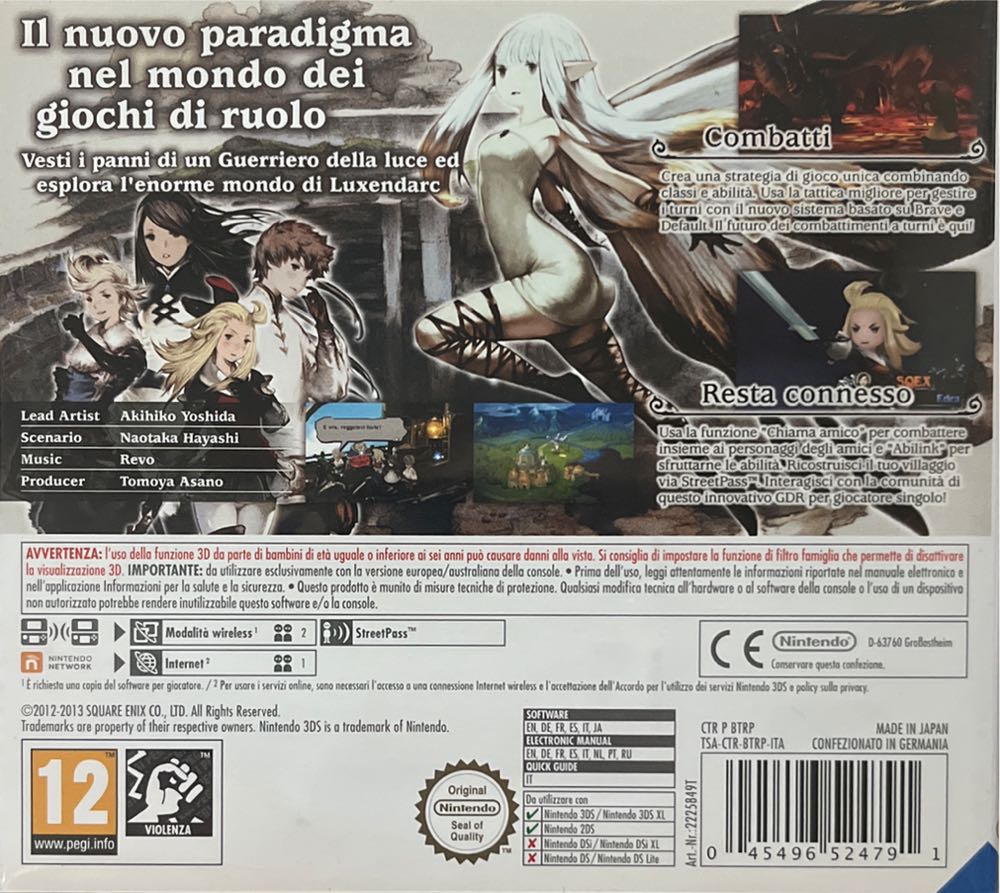 Il nuovo paradigma
nel mondo dei
giochi di ruolo
Vesti i panni di un Guerriero della luce ed
esplora l'enorme mondo di Luxendarc
Combatti
Crea una strategia di gioco unica combinando
classi e abilità. Usa la tattica migliore per gestire
i turni con il nuovo sistema basato su Brave e
Default. Il futuro dei combattimenti a turni è qui!
SQEX
Edea
Resta connesso
Usa la funzione "Chiama amico" per combattere
insieme ai personaggi degli amici e "Abilink" per
sfruttarne le abilità. Ricostruisci il tuo villaggio
via StreetPass™. Interagisci con la comunità di
questo innovativo GDR per giocatore singolo!
Lead Artist Akihiko Yoshida
Scenario Naotaka Hayashi
Music Revo
Producer Tomoya Asano
E ora, reggetevi forte!
AVVERTENZA: l'uso della funzione 3D da parte di bambini di età uguale o inferiore ai sei anni può causare danni alla vista. Si consiglia di impostare la funzione di filtro famiglia che permette di disattivare
la visualizzazione 3D. IMPORTANTE: da utilizzare esclusivamente con la versione europea/australiana della console. • Prima dell'uso, leggi attentamente le informazioni riportate nel manuale elettronico e
nell'applicazione Informazioni per la salute e la sicurezza. • Questo prodotto è munito di misure tecniche di protezione. Qualsiasi modifica tecnica all'hardware o al software della console o l'uso di un dispositivo
non autorizzato potrebbe rendere inutilizzabile questo software e/o la console.
Modalità wireless¹ 2
StreetPass™
NINTENDO
NETWORK
Internet² 1
CE
Nintendo
D-63760 Großostheim
Conservare questa confezione.
¹ È richiesta una copia del software per giocatore. / ² Per usare i servizi online, sono necessari l'accesso a una connessione Internet wireless e l'accettazione dell'Accordo per l'utilizzo dei servizi Nintendo 3DS e policy sulla privacy.
©2012-2013 SQUARE ENIX CO., LTD. All Rights Reserved.
Trademarks are property of their respective owners. Nintendo 3DS is a trademark of Nintendo.
12
™
www.pegi.info
VIOLENZA
™
Original
Nintendo
Seal of
Quality
™
SOFTWARE
EN, DE, FR, ES, IT, JA
ELECTRONIC MANUAL
EN, DE, FR, ES, IT, NL, PT, RU
QUICK GUIDE
IT
Da utilizzare con
Nintendo 3DS / Nintendo 3DS XL
Nintendo 2DS
Nintendo DSi / Nintendo DSi XL
Nintendo DS / Nintendo DS Lite
Art.-Nr.: 2225849T
CTR P BTRP MADE IN JAPAN
TSA-CTR-BTRP-ITA CONFEZIONATO IN GERMANIA
0 45496 52479 1